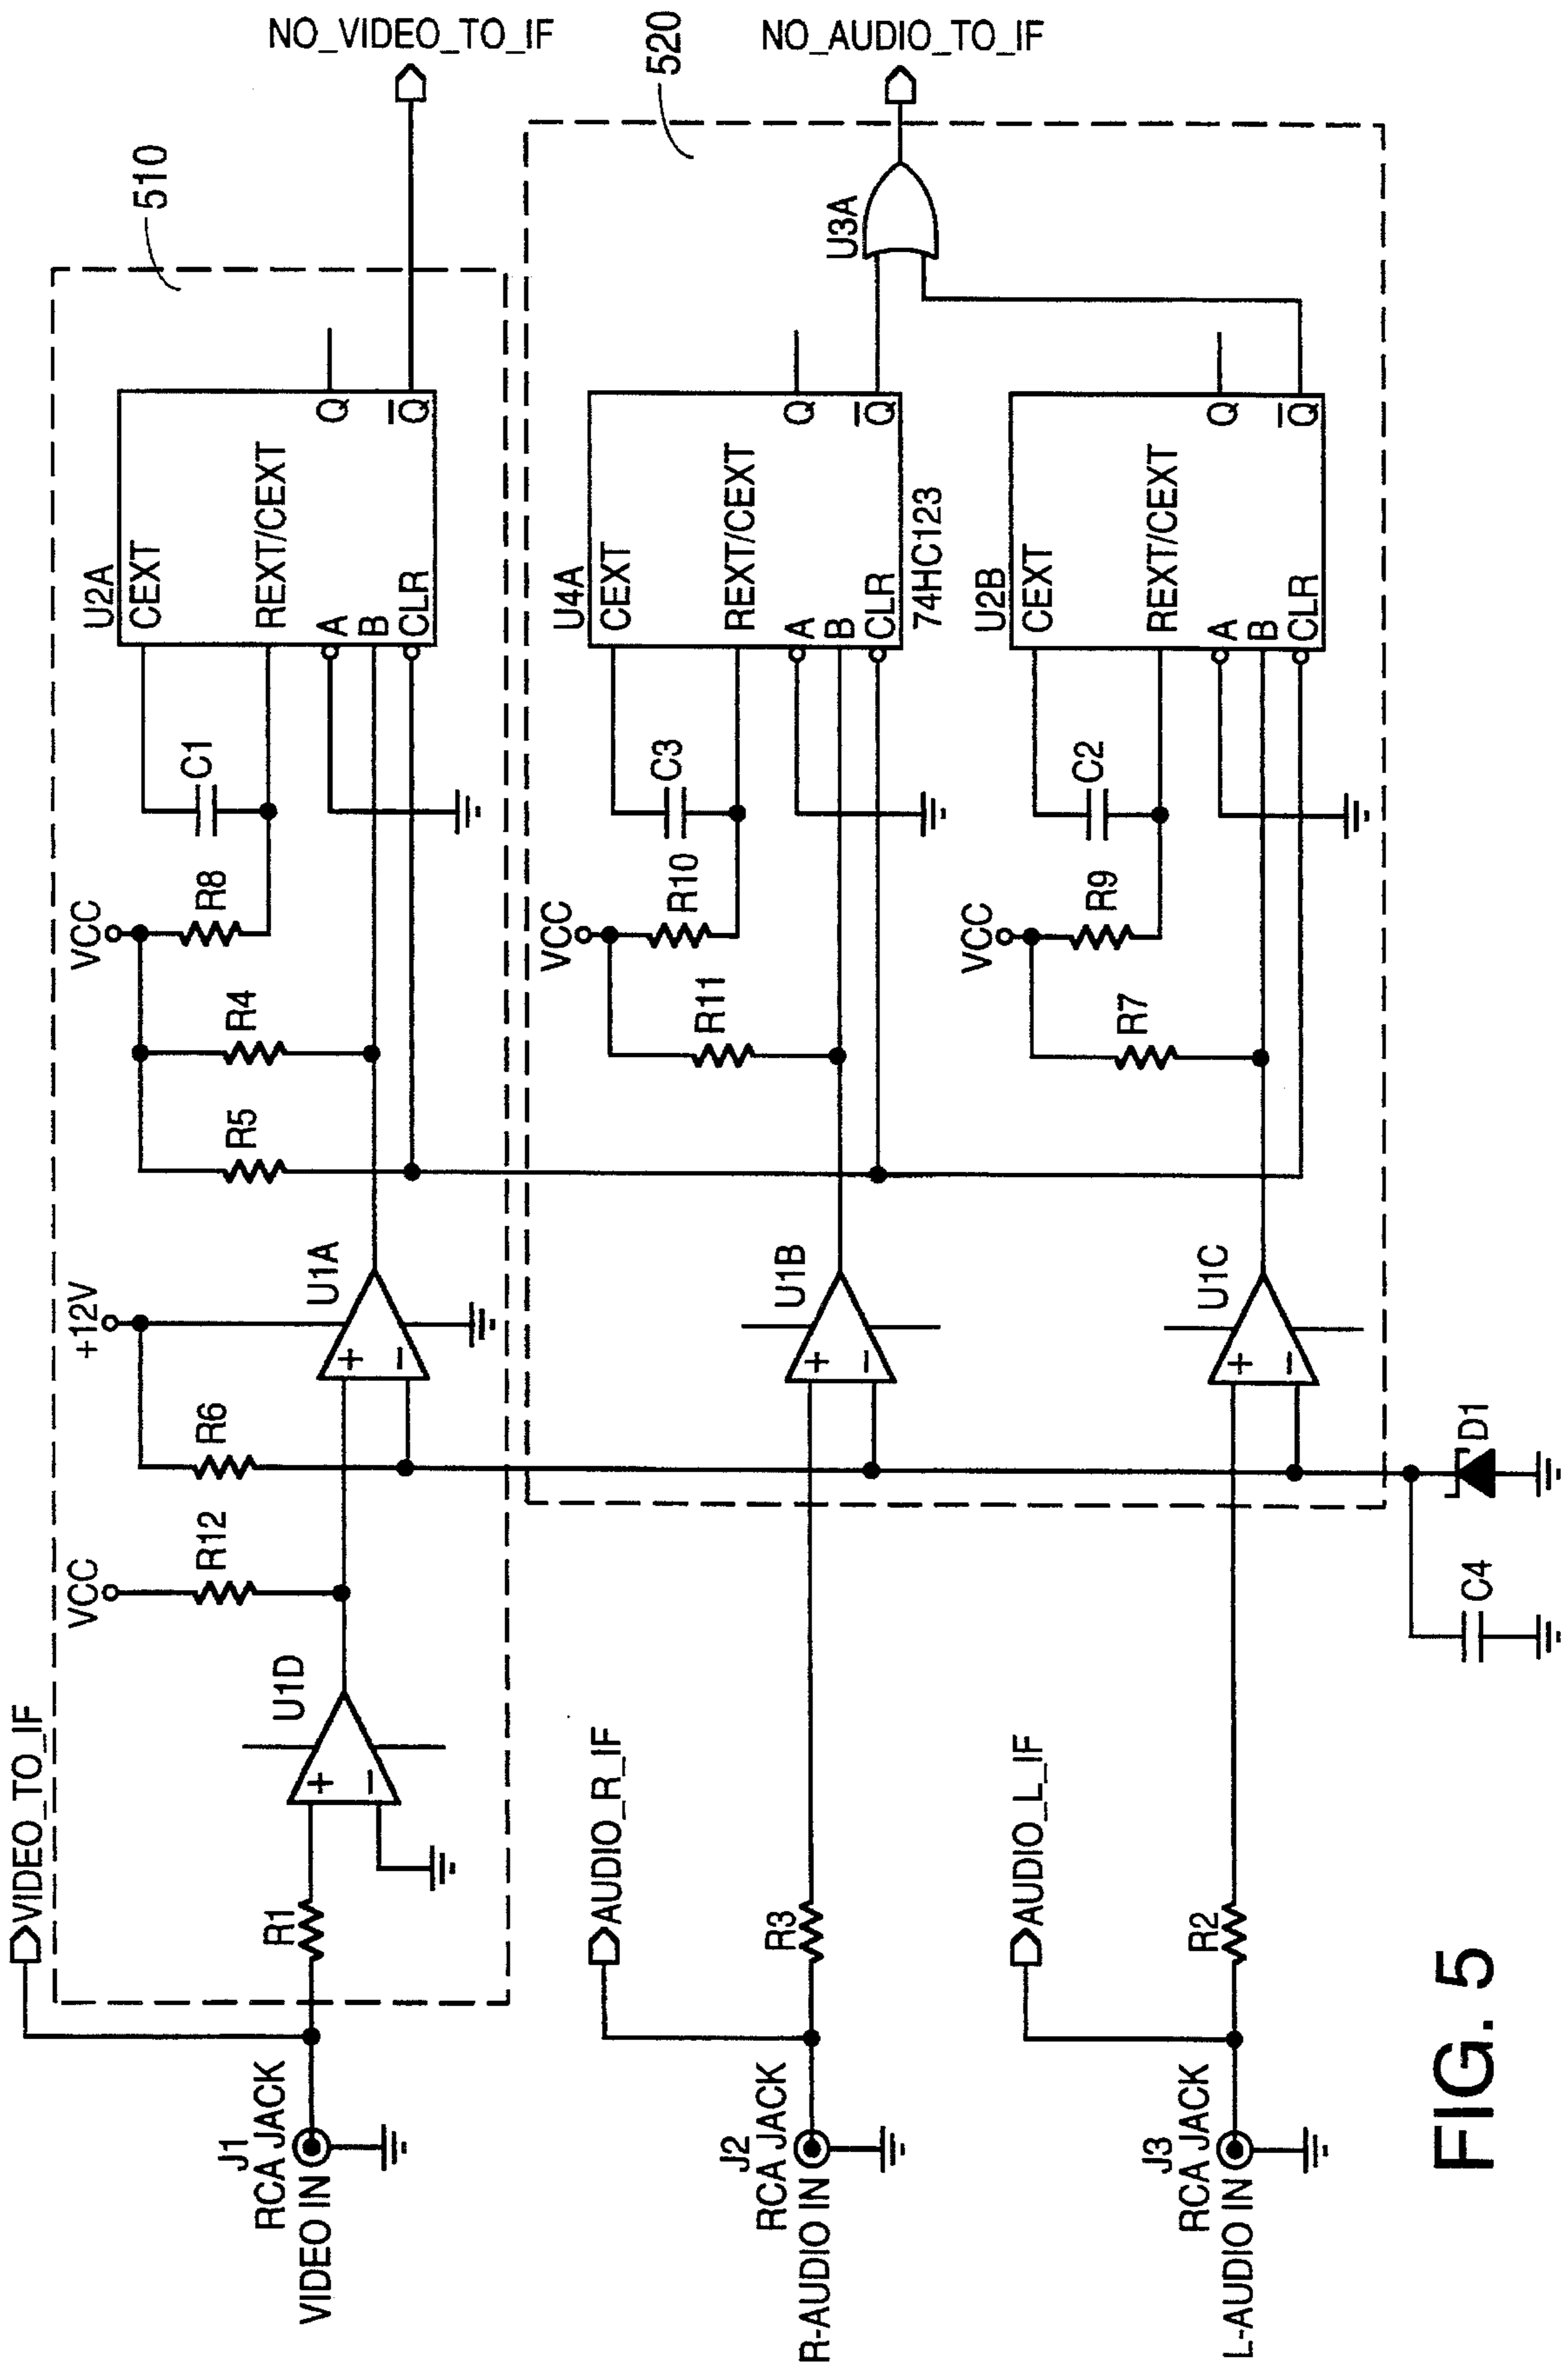 VIDEO_TO_IF
NO_VIDEO_TO_IF
510
VCC
R12
R6
+12V
R5
R4
VCC
R8
C1
U2A
CEXT
REXT/CEXT
A
B
CLR
Q
Q̅
J1
RCA JACK
VIDEO IN
R1
U1D
+
−
U1A
+
−
520
NO_AUDIO_TO_IF
AUDIO_R_IF
VCC
R11
R10
C3
U4A
CEXT
REXT/CEXT
A
B
CLR
Q
Q̅
74HC123
U3A
J2
RCA JACK
R-AUDIO IN
R3
U1B
+
−
AUDIO_L_IF
VCC
R7
R9
C2
U2B
CEXT
REXT/CEXT
A
B
CLR
Q
Q̅
J3
RCA JACK
L-AUDIO IN
R2
U1C
+
−
C4
D1
FIG. 5